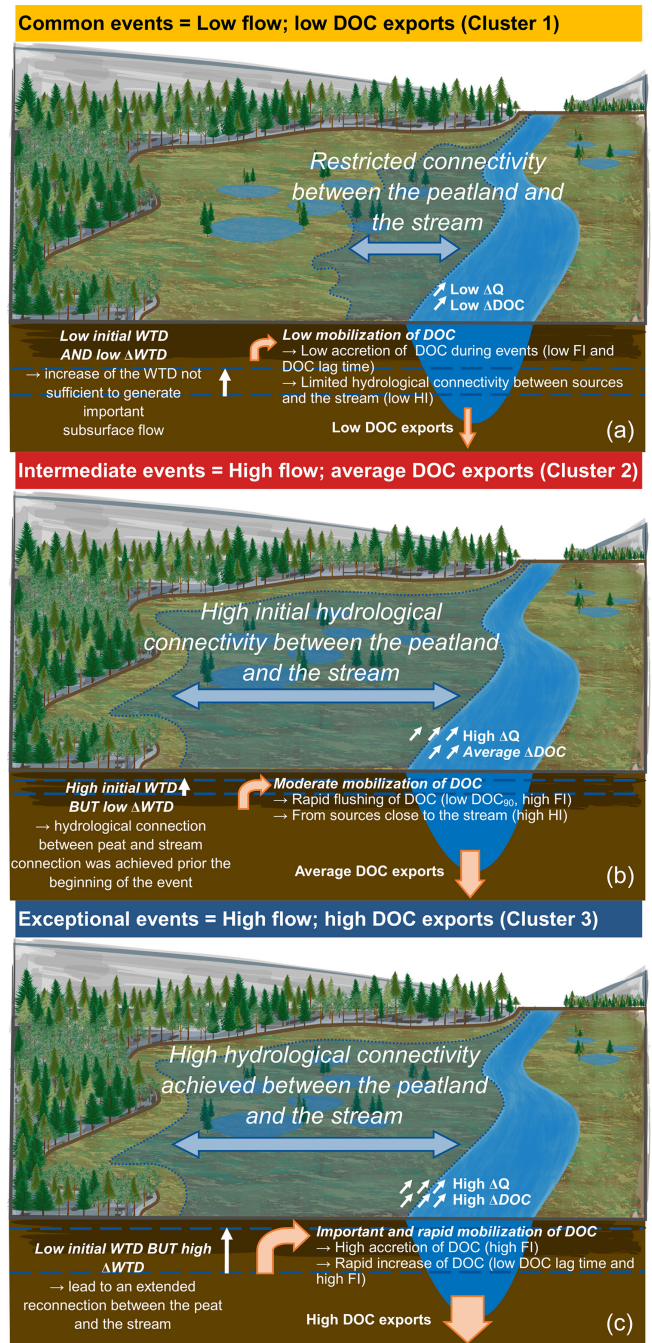 Common events = Low flow; low DOC exports (Cluster 1)
Restricted connectivity
between the peatland and
the stream
Low ΔQ
Low ΔDOC
Low initial WTD
AND low ΔWTD
→ increase of the WTD not
sufficient to generate
important
subsurface flow
Low mobilization of DOC
→ Low accretion of DOC during events (low FI and
DOC lag time)
→ Limited hydrological connectivity between sources
and the stream (low HI)
Low DOC exports
(a)
Intermediate events = High flow; average DOC exports (Cluster 2)
High initial hydrological
connectivity between the peatland
and the stream
High ΔQ
Average ΔDOC
High initial WTD
BUT low ΔWTD
→ hydrological connection
between peat and stream
connection was achieved prior the
beginning of the event
Moderate mobilization of DOC
→ Rapid flushing of DOC (low DOC₉₀, high FI)
→ From sources close to the stream (high HI)
Average DOC exports
(b)
Exceptional events = High flow; high DOC exports (Cluster 3)
High hydrological connectivity
achieved between the peatland
and the stream
High ΔQ
High ΔDOC
Low initial WTD BUT high
ΔWTD
→ lead to an extended
reconnection between the peat
and the stream
Important and rapid mobilization of DOC
→ High accretion of DOC (high FI)
→ Rapid increase of DOC (low DOC lag time and
high FI)
High DOC exports
(c)